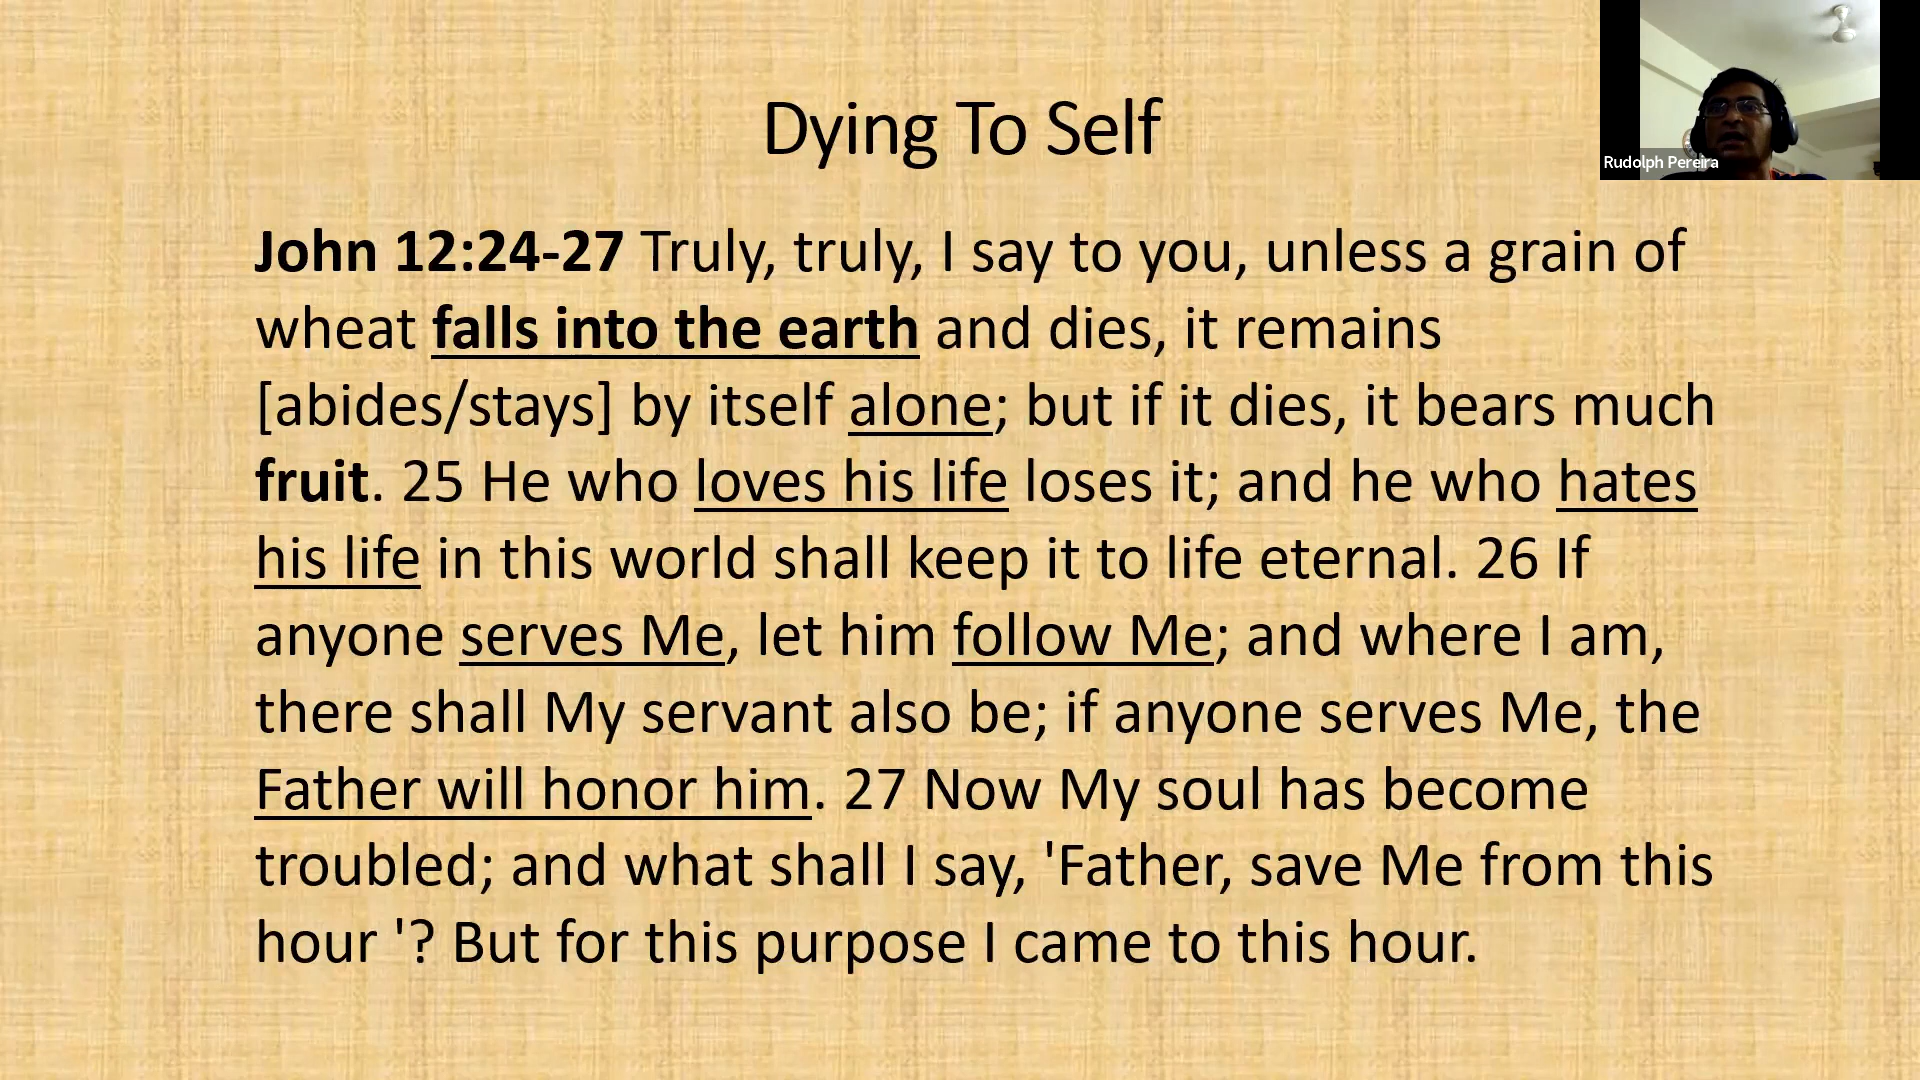 Dying To Self
Rudolph Pereira
John 12:24-27 Truly, truly, I say to you, unless a grain of
wheat falls into the earth and dies, it remains
[abides/stays] by itself alone; but if it dies, it bears much
fruit. 25 He who loves his life loses it; and he who hates
his life in this world shall keep it to life eternal. 26 If
anyone serves Me, let him follow Me; and where I am,
there shall My servant also be; if anyone serves Me, the
Father will honor him. 27 Now My soul has become
troubled; and what shall I say, 'Father, save Me from this
hour '? But for this purpose I came to this hour.